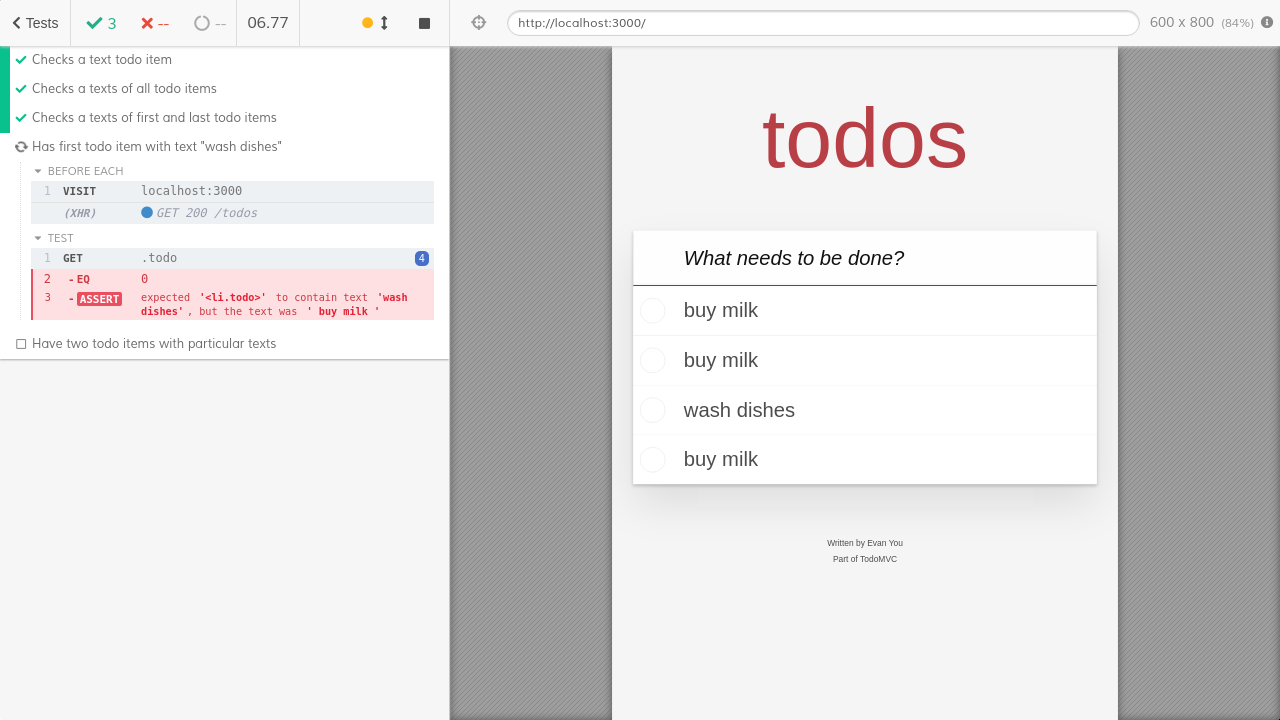 Tests 3 -- -- 06.77
http://localhost:3000/ 600 x 800 (84%)
Checks a text todo item
Checks a texts of all todo items
Checks a texts of first and last todo items
Has first todo item with text "wash dishes"
BEFORE EACH
1 VISIT localhost:3000
(XHR) GET 200 /todos
TEST
1 GET .todo 4
2 -EQ 0
3 -ASSERT expected '<li.todo>' to contain text 'wash
dishes', but the text was ' buy milk '
Have two todo items with particular texts
todos
What needs to be done?
buy milk
buy milk
wash dishes
buy milk
Written by Evan You
Part of TodoMVC